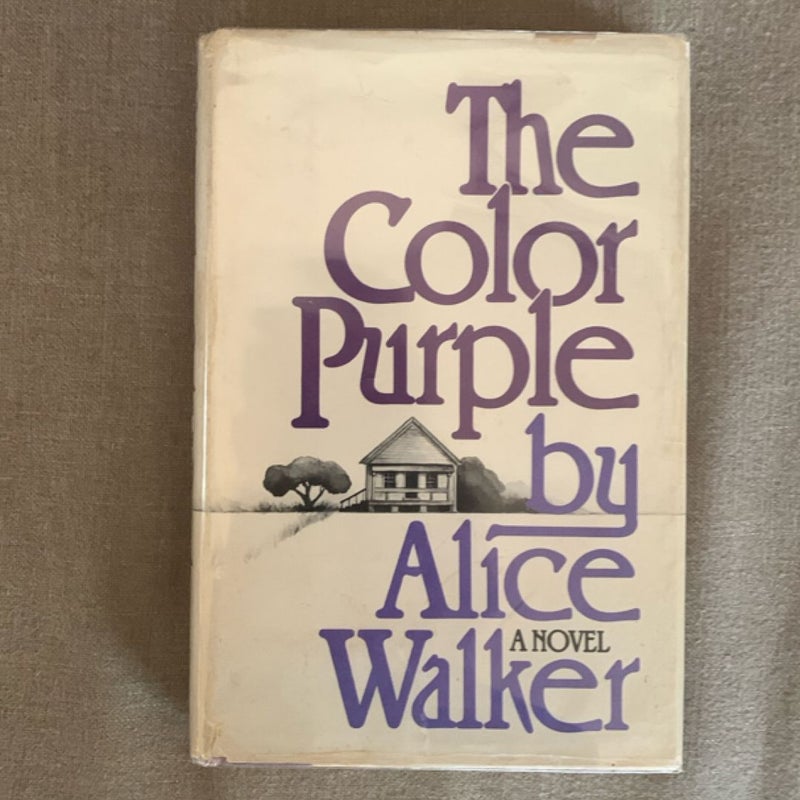 The
Color
Purple
by
Alice
A NOVEL
Walker